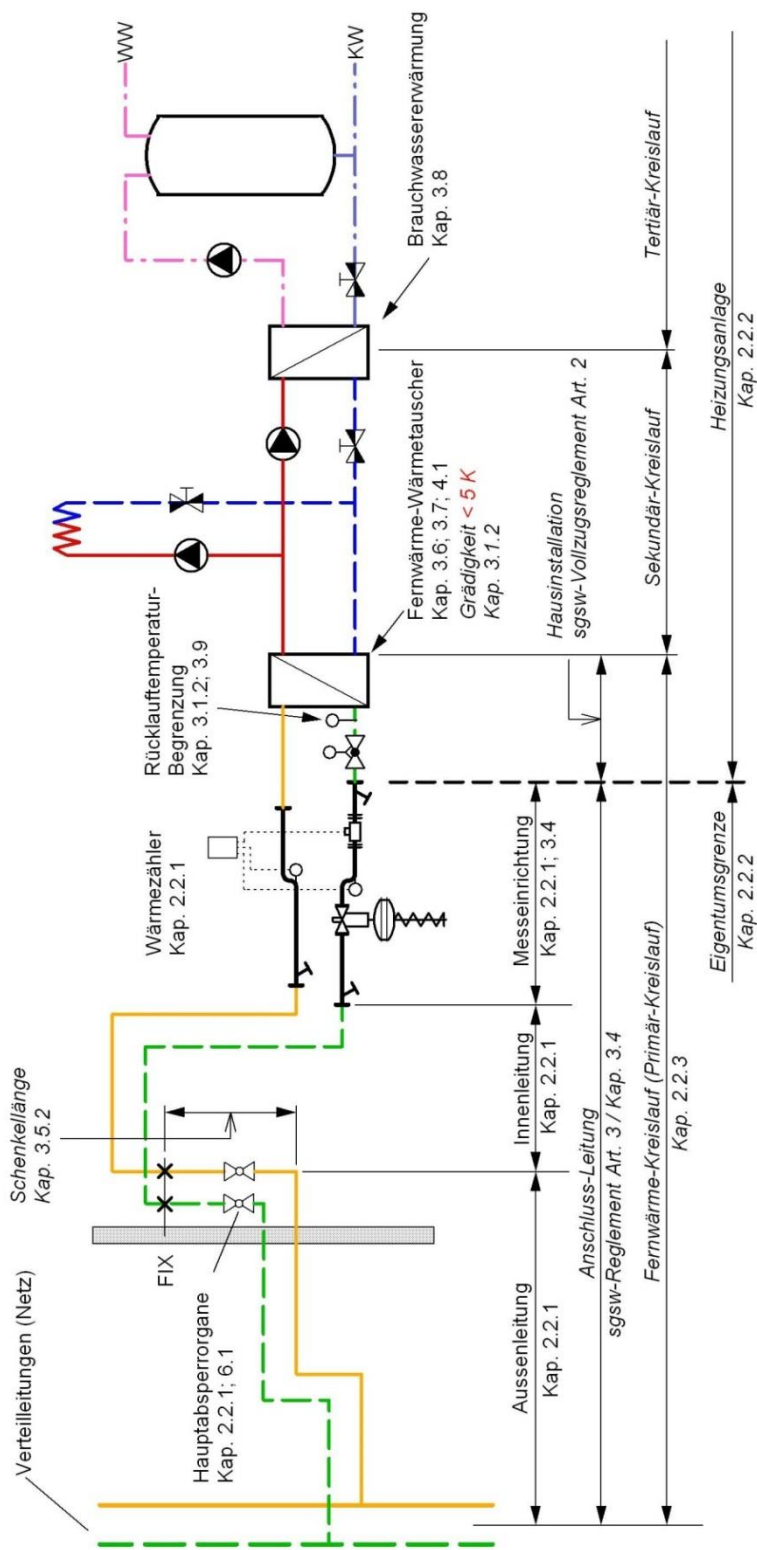 Verteilleitungen (Netz)
Hauptabsperrorgane
Kap. 2.2.1; 6.1
FIX
Schenkellänge
Kap. 3.5.2
Wärmezähler
Kap. 2.2.1
Rücklauftemperatur-
Begrenzung
Kap. 3.1.2; 3.9
WW
KW
Fernwärme-Wärmetauscher
Kap. 3.6; 3.7; 4.1
Grädigkeit < 5 K
Kap. 3.1.2
Brauchwassererwärmung
Kap. 3.8
Aussenleitung
Kap. 2.2.1
Innenleitung
Kap. 2.2.1
Messeinrichtung
Kap. 2.2.1; 3.4
Hausinstallation
sgsw-Vollzugsreglement Art. 2
Anschluss-Leitung
sgsw-Reglement Art. 3 / Kap. 3.4
Fernwärme-Kreislauf (Primär-Kreislauf)
Kap. 2.2.3
Sekundär-Kreislauf
Tertiär-Kreislauf
Eigentumsgrenze
Kap. 2.2.2
Heizungsanlage
Kap. 2.2.2